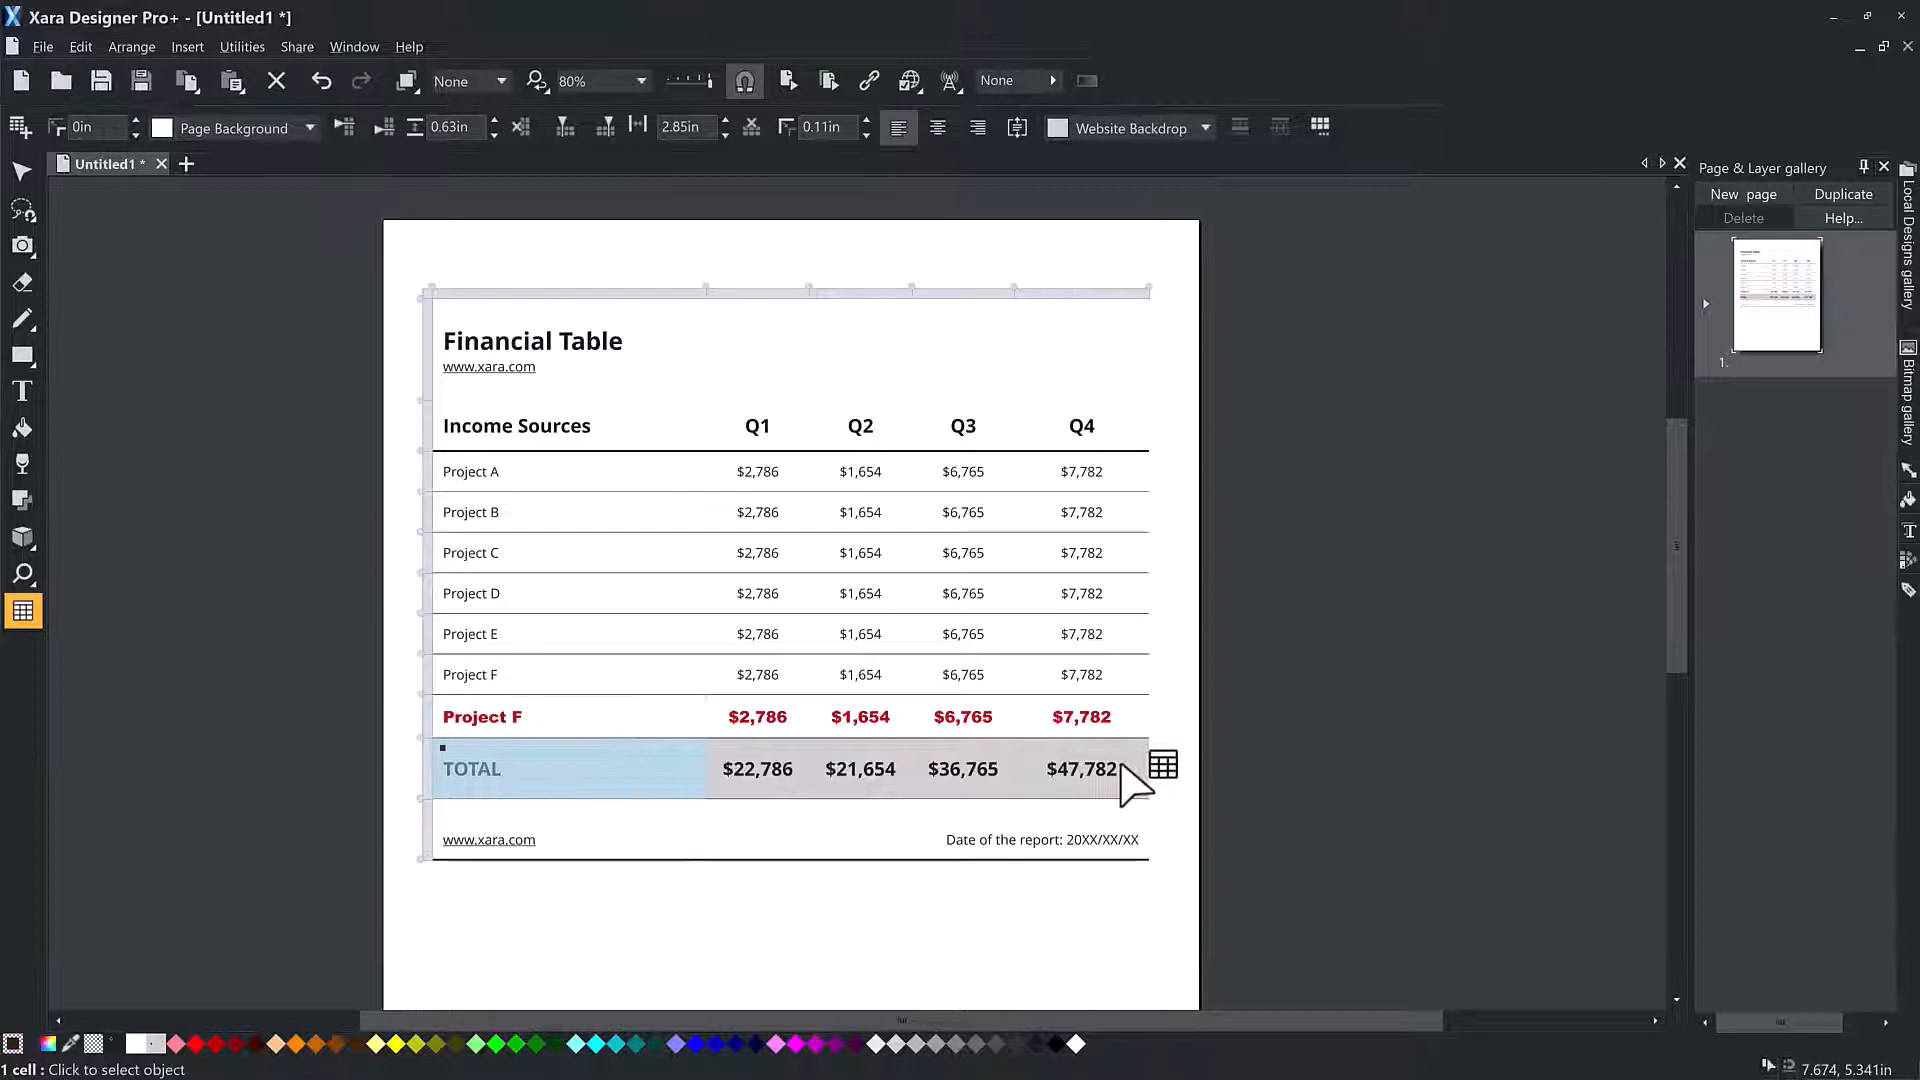 Xara Designer Pro+ - [Untitled1 *]
File Edit Arrange Insert Utilities Share Window Help
None 80% None
0in Page Background 0.63in 2.85in 0.11in Website Backdrop
Untitled1 *
Page & Layer gallery
New page Duplicate
Delete Help...
1.
Local Designs gallery
Bitmap gallery
Financial Table
www.xara.com
Income Sources Q1 Q2 Q3 Q4
Project A $2,786 $1,654 $6,765 $7,782
Project B $2,786 $1,654 $6,765 $7,782
Project C $2,786 $1,654 $6,765 $7,782
Project D $2,786 $1,654 $6,765 $7,782
Project E $2,786 $1,654 $6,765 $7,782
Project F $2,786 $1,654 $6,765 $7,782
Project F $2,786 $1,654 $6,765 $7,782
TOTAL $22,786 $21,654 $36,765 $47,782
www.xara.com Date of the report: 20XX/XX/XX
1 cell : Click to select object
7.674, 5.341in